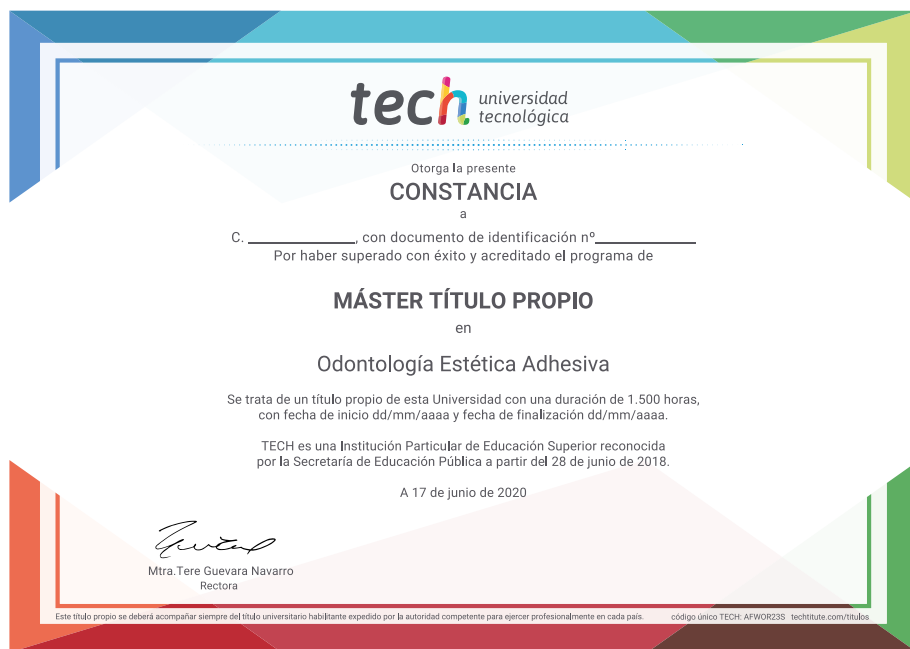 tech universidad
tecnológica
Otorga la presente
CONSTANCIA
a
C. ____________, con documento de identificación nº____________
Por haber superado con éxito y acreditado el programa de
MÁSTER TÍTULO PROPIO
en
Odontología Estética Adhesiva
Se trata de un título propio de esta Universidad con una duración de 1.500 horas,
con fecha de inicio dd/mm/aaaa y fecha de finalización dd/mm/aaaa.
TECH es una Institución Particular de Educación Superior reconocida
por la Secretaría de Educación Pública a partir del 28 de junio de 2018.
A 17 de junio de 2020
Mtra.Tere Guevara Navarro
Rectora
Este título propio se deberá acompañar siempre del título universitario habilitante expedido por la autoridad competente para ejercer profesionalmente en cada país. código único TECH: AFWOR23S techtitute.com/titulos